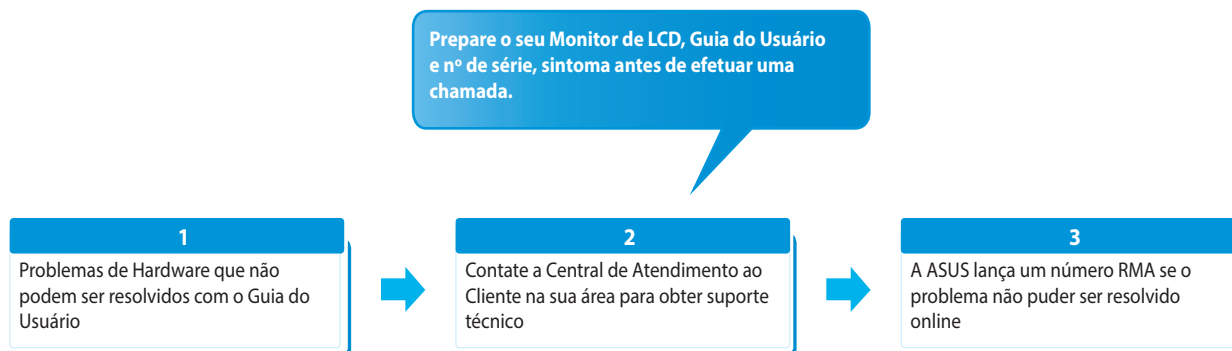 Prepare o seu Monitor de LCD, Guia do Usuário
e nº de série, sintoma antes de efetuar uma
chamada.
1
Problemas de Hardware que não
podem ser resolvidos com o Guia do
Usuário
2
Contate a Central de Atendimento ao
Cliente na sua área para obter suporte
técnico
3
A ASUS lança um número RMA se o
problema não puder ser resolvido
online